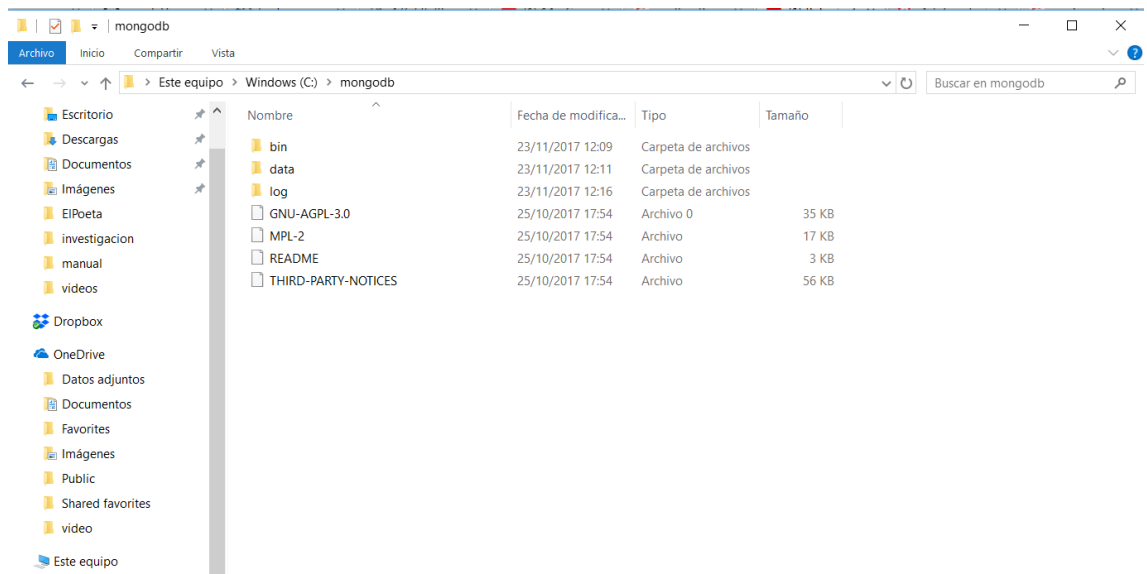 mongodb
Archivo Inicio Compartir Vista
Este equipo > Windows (C:) > mongodb
Buscar en mongodb
Escritorio
Descargas
Documentos
Imágenes
ElPoeta
investigacion
manual
videos
Dropbox
OneDrive
Datos adjuntos
Documentos
Favorites
Imágenes
Public
Shared favorites
video
Este equipo
Nombre Fecha de modifica... Tipo Tamaño
bin 23/11/2017 12:09 Carpeta de archivos
data 23/11/2017 12:11 Carpeta de archivos
log 23/11/2017 12:16 Carpeta de archivos
GNU-AGPL-3.0 25/10/2017 17:54 Archivo 0 35 KB
MPL-2 25/10/2017 17:54 Archivo 17 KB
README 25/10/2017 17:54 Archivo 3 KB
THIRD-PARTY-NOTICES 25/10/2017 17:54 Archivo 56 KB